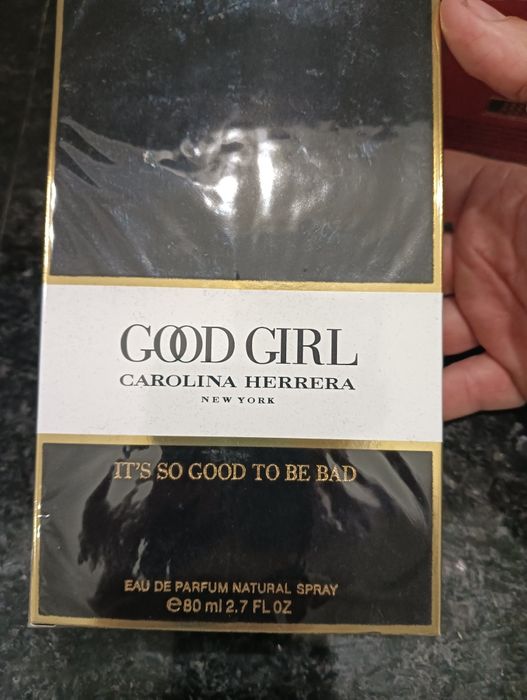 GOOD GIRL
CAROLINA HERRERA
NEW YORK
IT'S SO GOOD TO BE BAD
EAU DE PARFUM NATURAL SPRAY
℮80 ml 2.7 FL OZ